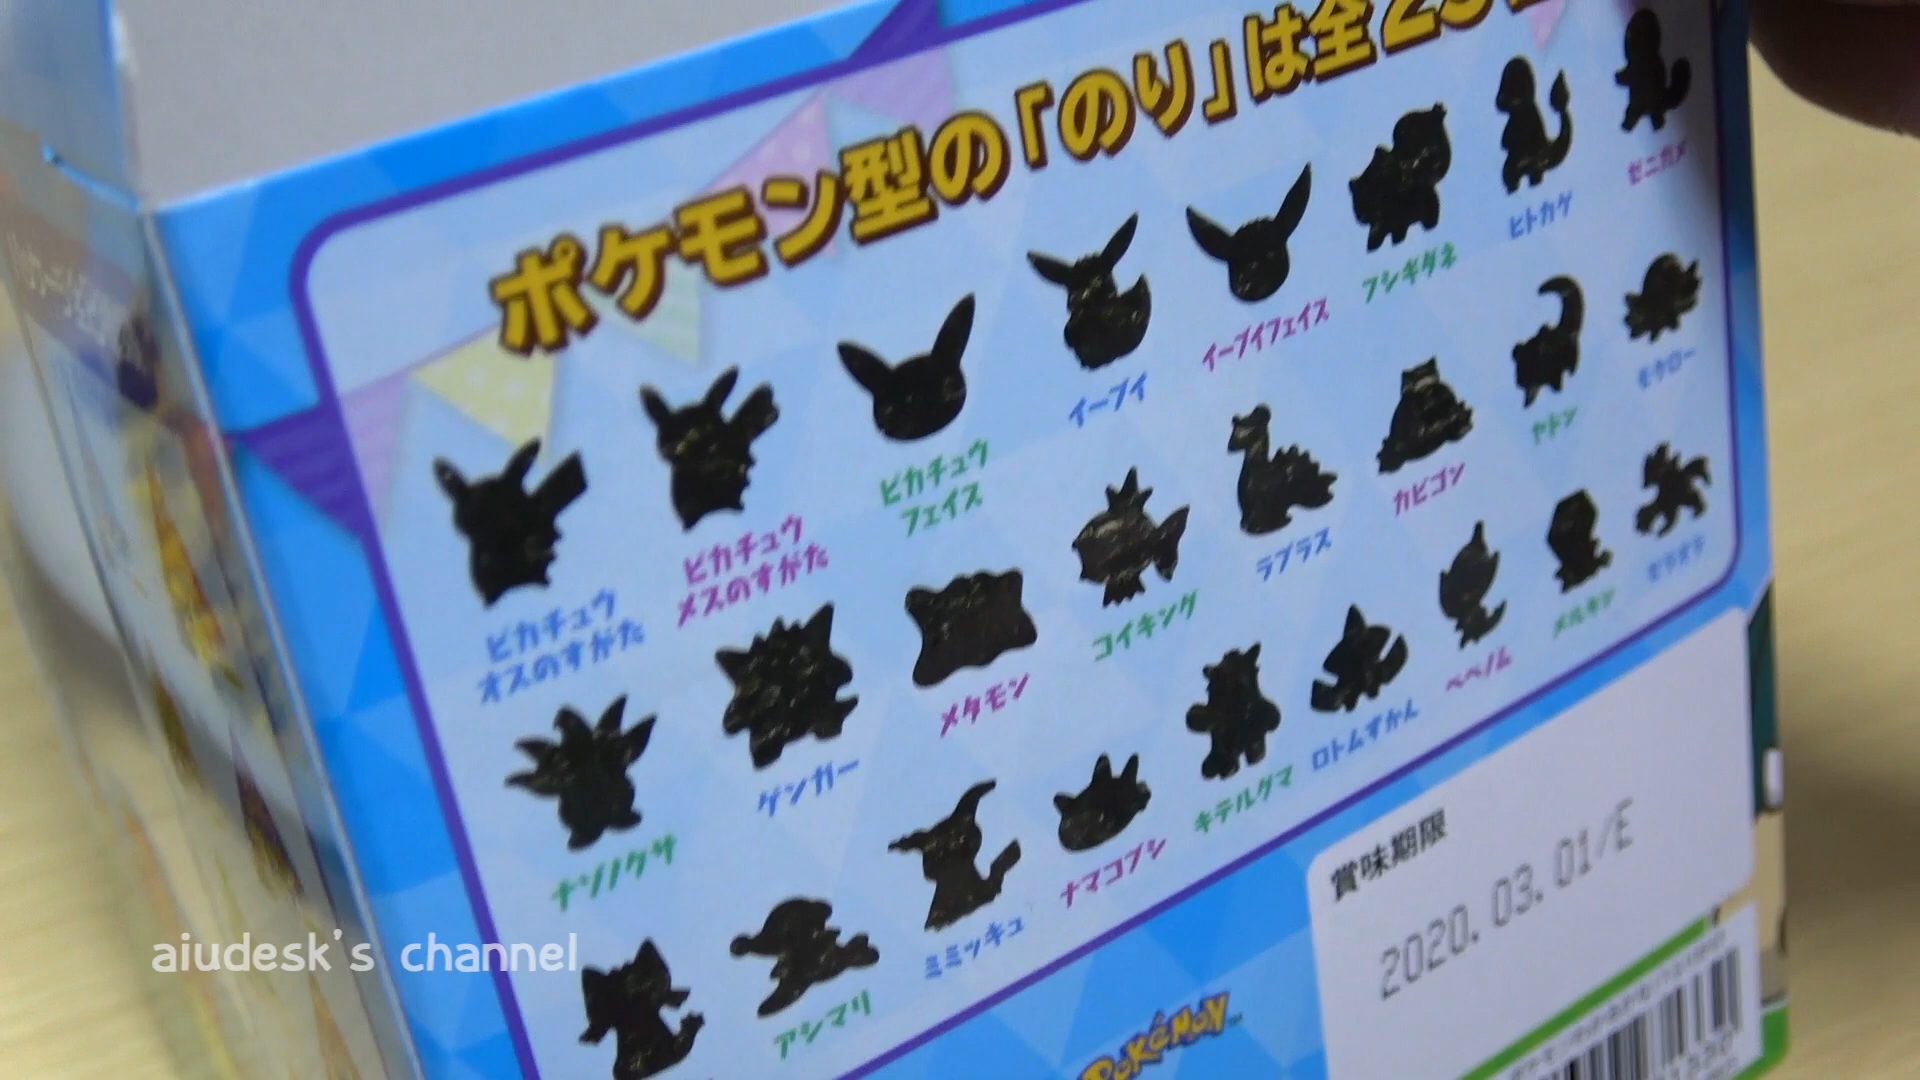 ポケモン型の「のり」は全
ピカチュウ
オスのすがた
ピカチュウ
メスのすがた
ピカチュウ
フェイス
イーブイ
イーブイフェイス
フシギダネ
ヒトカゲ
ゼニガメ
ナゾノクサ
ゲンガー
メタモン
コイキング
ラプラス
カビゴン
ヤドン
モクロー
アシマリ
ミミッキュ
ナマコブシ
キテルグマ
ロトムずかん
ベベノム
メルタン
ゼラオラ
賞味期限
2020.03.01/E
POKéMON
aiudesk's channel